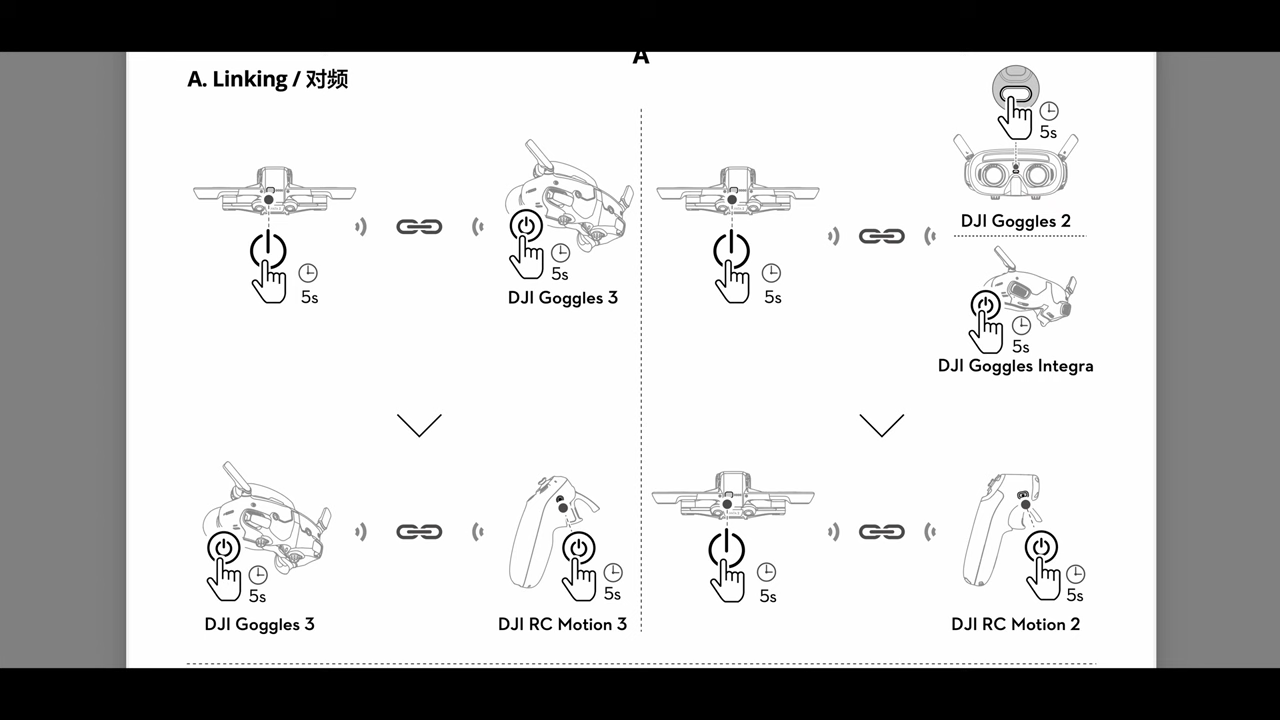 A
A. Linking / 对频
5s
5s
5s
DJI Goggles 3
5s
DJI Goggles 2
5s
DJI Goggles Integra
5s
5s
DJI Goggles 3
DJI RC Motion 3
5s
5s
DJI RC Motion 2